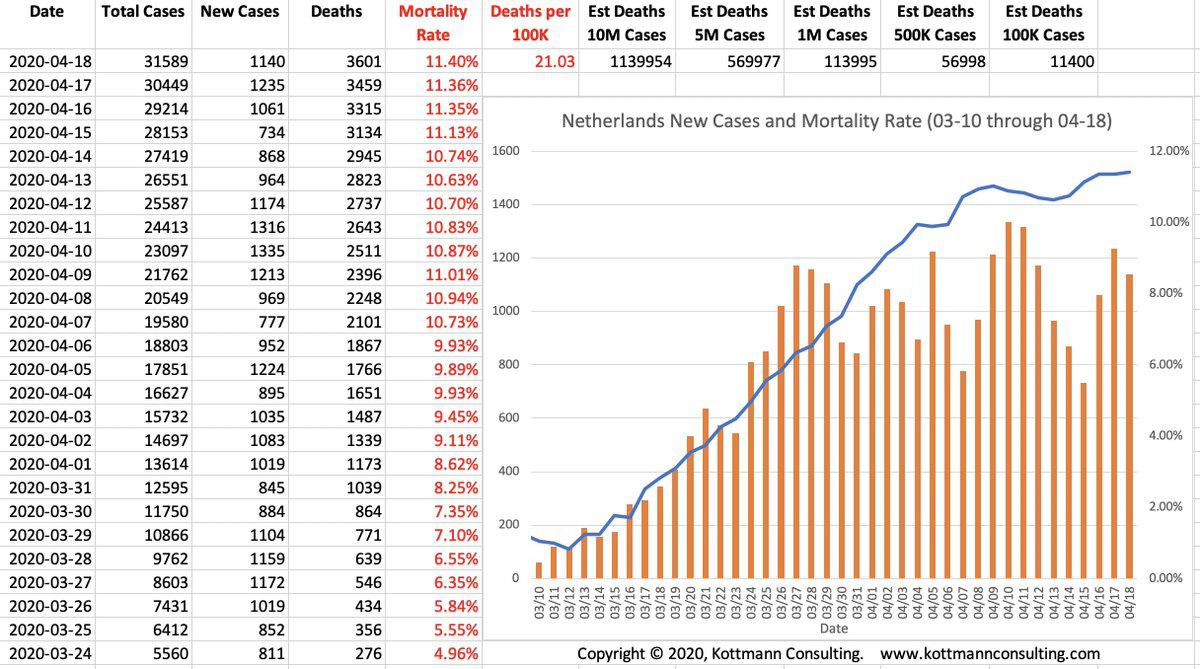 Date Total Cases New Cases Deaths Mortality Rate Deaths per 100K Est Deaths 10M Cases Est Deaths 5M Cases Est Deaths 1M Cases Est Deaths 500K Cases Est Deaths 100K Cases
2020-04-18 31589 1140 3601 11.40% 21.03 1139954 569977 113995 56998 11400
2020-04-17 30449 1235 3459 11.36%
2020-04-16 29214 1061 3315 11.35%
2020-04-15 28153 734 3134 11.13%
2020-04-14 27419 868 2945 10.74%
2020-04-13 26551 964 2823 10.63%
2020-04-12 25587 1174 2737 10.70%
2020-04-11 24413 1316 2643 10.83%
2020-04-10 23097 1335 2511 10.87%
2020-04-09 21762 1213 2396 11.01%
2020-04-08 20549 969 2248 10.94%
2020-04-07 19580 777 2101 10.73%
2020-04-06 18803 952 1867 9.93%
2020-04-05 17851 1224 1766 9.89%
2020-04-04 16627 895 1651 9.93%
2020-04-03 15732 1035 1487 9.45%
2020-04-02 14697 1083 1339 9.11%
2020-04-01 13614 1019 1173 8.62%
2020-03-31 12595 845 1039 8.25%
2020-03-30 11750 884 864 7.35%
2020-03-29 10866 1104 771 7.10%
2020-03-28 9762 1159 639 6.55%
2020-03-27 8603 1172 546 6.35%
2020-03-26 7431 1019 434 5.84%
2020-03-25 6412 852 356 5.55%
2020-03-24 5560 811 276 4.96%
Netherlands New Cases and Mortality Rate (03-10 through 04-18)
1600
1400
1200
1000
800
600
400
200
0
12.00%
10.00%
8.00%
6.00%
4.00%
2.00%
0.00%
03/10 03/11 03/12 03/13 03/14 03/15 03/16 03/17 03/18 03/19 03/20 03/21 03/22 03/23 03/24 03/25 03/26 03/27 03/28 03/29 03/30 03/31 04/01 04/02 04/03 04/04 04/05 04/06 04/07 04/08 04/09 04/10 04/11 04/12 04/13 04/14 04/15 04/16 04/17 04/18
Date
Copyright © 2020, Kottmann Consulting. www.kottmannconsulting.com